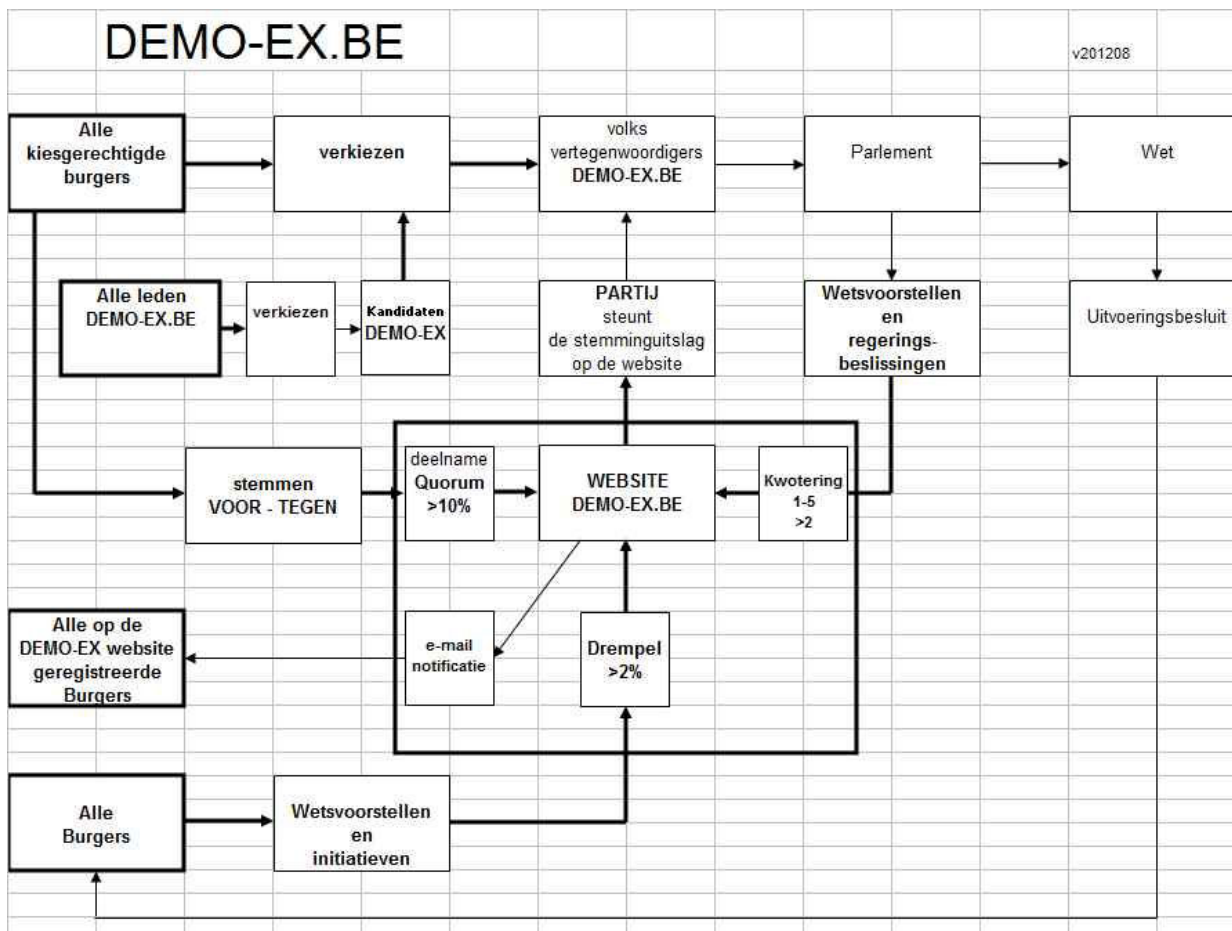 DEMO-EX.BE
v201208
Alle
kiesgerechtigde
burgers
verkiezen
volks
vertegenwoordigers
DEMO-EX.BE
Parlement
Wet
Alle leden
DEMO-EX.BE
verkiezen
Kandidaten
DEMO-EX
PARTIJ
steunt
de stemminguitslag
op de website
Wetsvoorstellen
en
regerings-
beslissingen
Uitvoeringsbesluit
stemmen
VOOR - TEGEN
deelname
Quorum
>10%
WEBSITE
DEMO-EX.BE
Kwotering
1-5
>2
Alle op de
DEMO-EX website
geregistreerde
Burgers
e-mail
notificatie
Drempel
>2%
Alle
Burgers
Wetsvoorstellen
en
initiatieven